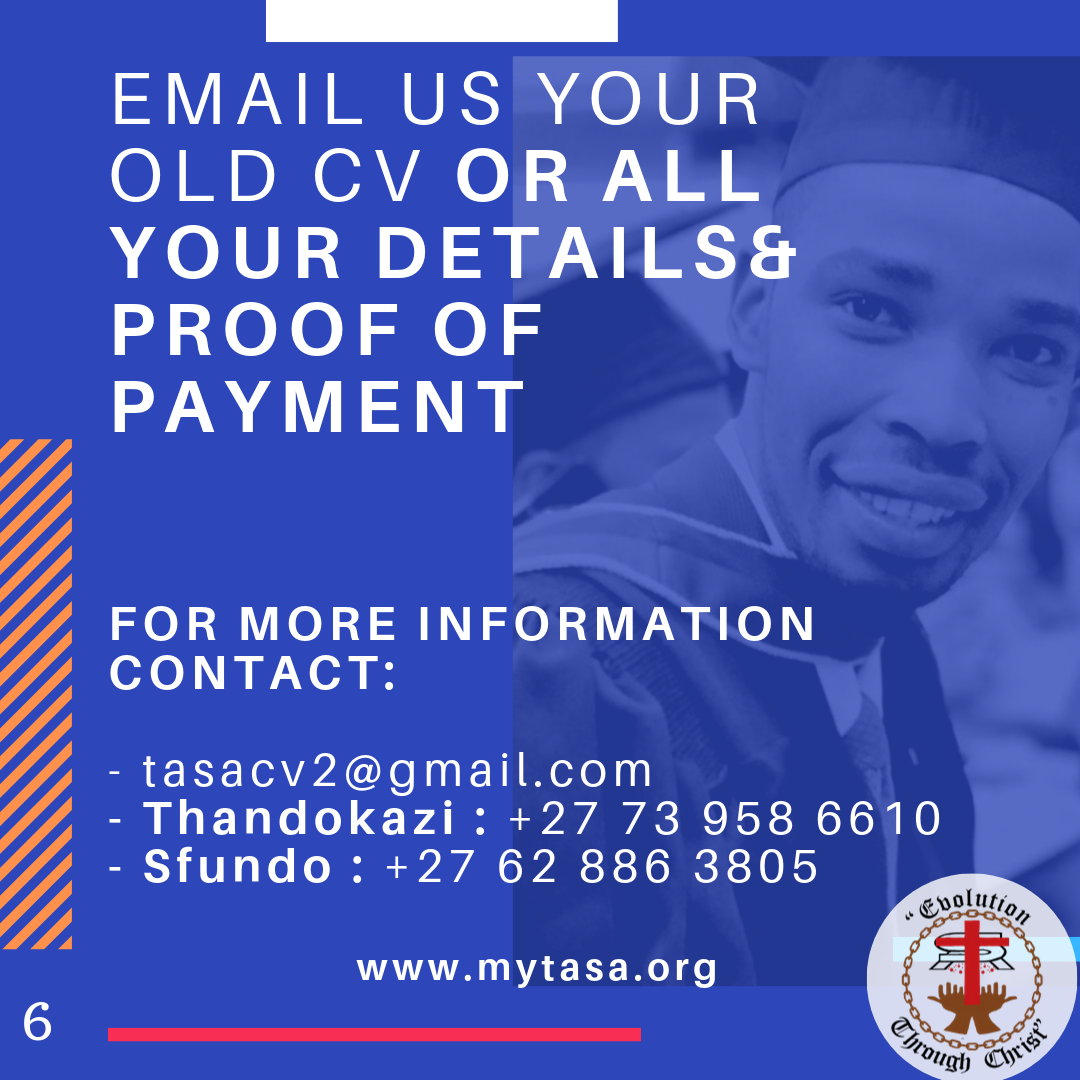 EMAIL US YOUR
OLD CV OR ALL
YOUR DETAILS&
PROOF OF
PAYMENT
FOR MORE INFORMATION
CONTACT:
- tasacv2@gmail.com
- Thandokazi : +27 73 958 6610
- Sfundo : +27 62 886 3805
www.mytasa.org
6
"Evolution
Through Christ"